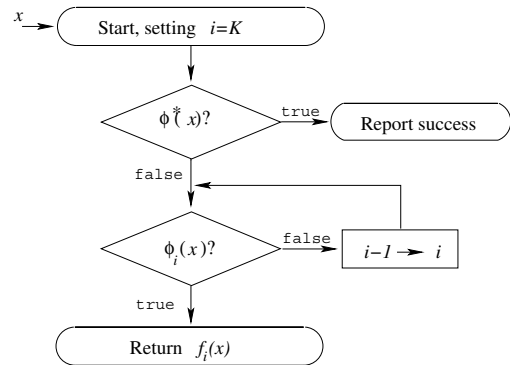 x
Start, setting i=K
ϕ*(x)?
true
Report success
false
ϕi(x)?
false
i−1 → i
true
Return fi(x)